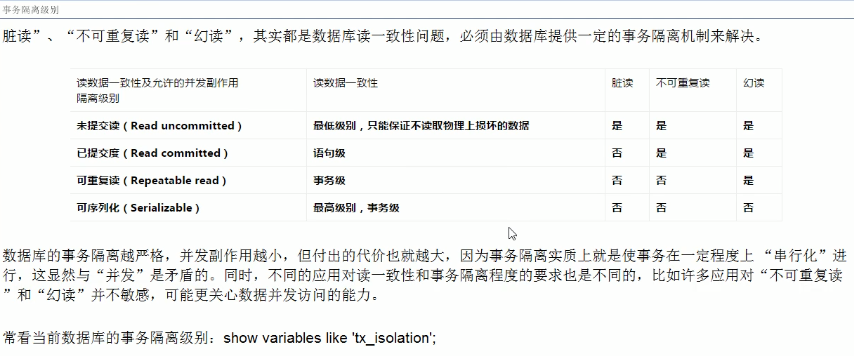 事务隔离级别
脏读”、“不可重复读”和“幻读”，其实都是数据库读一致性问题，必须由数据库提供一定的事务隔离机制来解决。
读数据一致性及允许的并发副作用 读数据一致性 脏读 不可重复读 幻读
隔离级别
未提交读（Read uncommitted） 最低级别，只能保证不读取物理上损坏的数据 是 是 是
已提交度（Read committed） 语句级 否 是 是
可重复读（Repeatable read） 事务级 否 否 是
可序列化（Serializable） 最高级别，事务级 否 否 否
数据库的事务隔离越严格，并发副作用越小，但付出的代价也就越大，因为事务隔离实质上就是使事务在一定程度上 “串行化”进
行，这显然与“并发”是矛盾的。同时，不同的应用对读一致性和事务隔离程度的要求也是不同的，比如许多应用对“不可重复读
”和“幻读”并不敏感，可能更关心数据并发访问的能力。
常看当前数据库的事务隔离级别：show variables like 'tx_isolation';